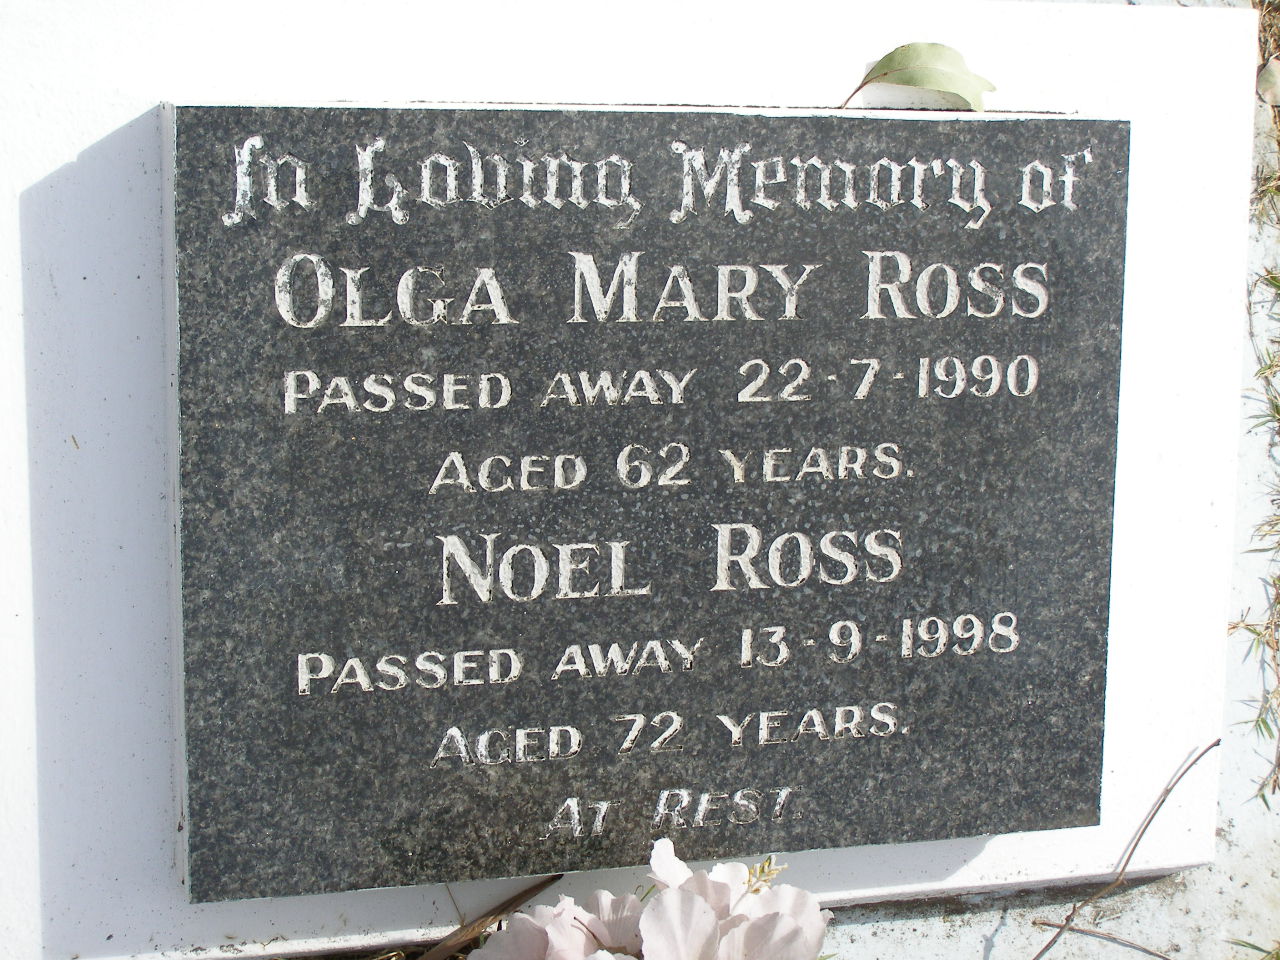 In Loving Memory of
OLGA MARY ROSS
PASSED AWAY 22-7-1990
AGED 62 YEARS.
NOEL ROSS
PASSED AWAY 13-9-1998
AGED 72 YEARS.
AT REST.